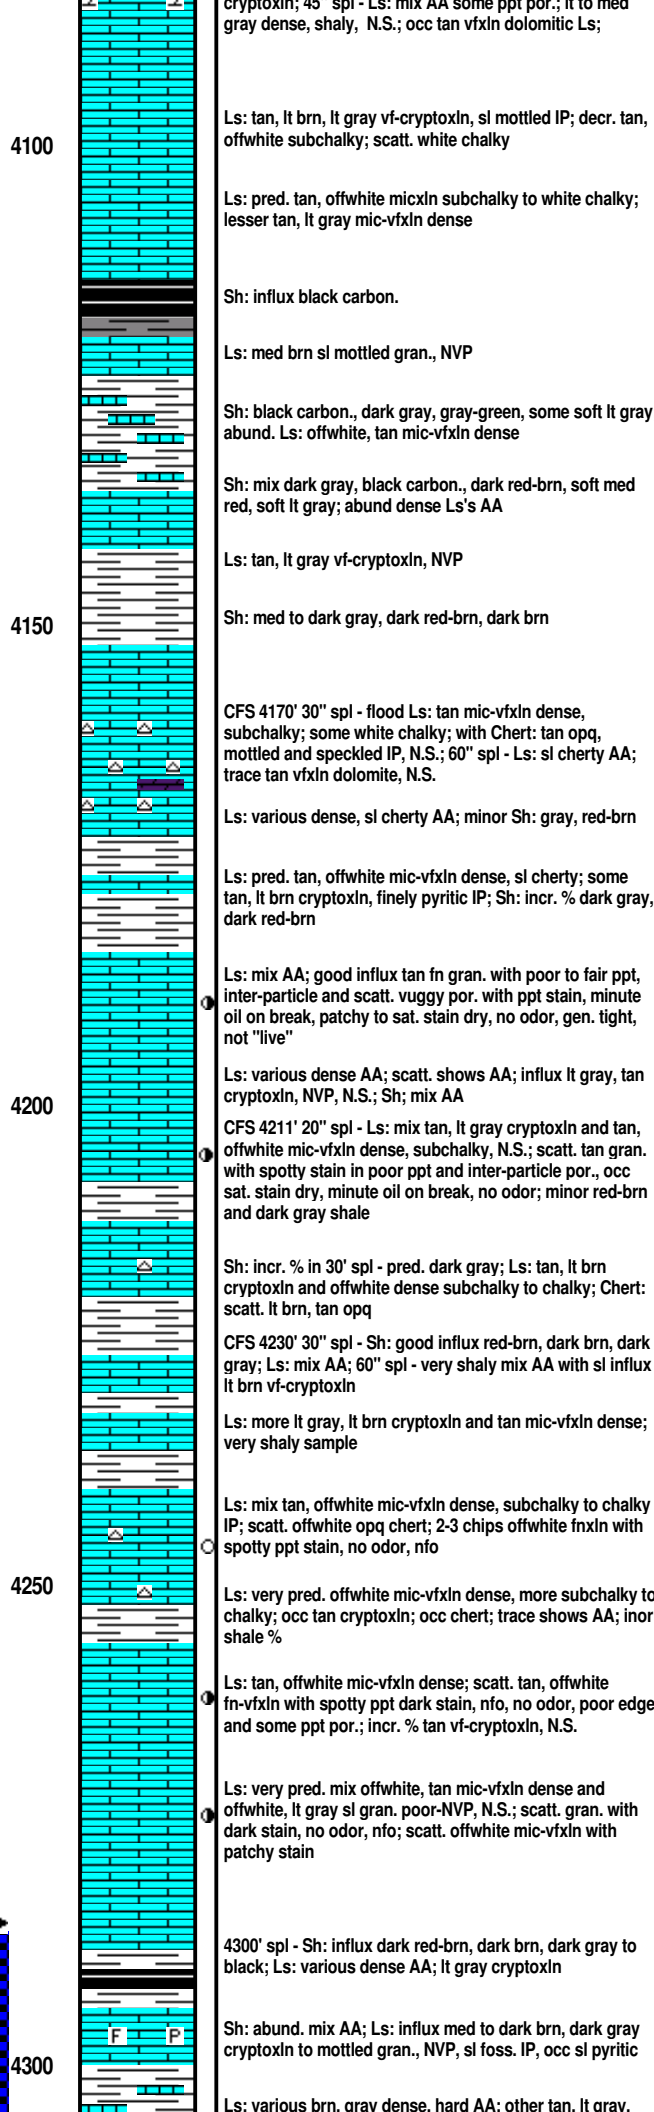 cryptoxln; 45" spl - Ls: mix AA some ppt por.; lt to med
gray dense, shaly, N.S.; occ tan vfxln dolomitic Ls;
Ls: tan, lt brn, lt gray vf-cryptoxln, sl mottled IP; decr. tan,
offwhite subchalky; scatt. white chalky
4100
Ls: pred. tan, offwhite micxln subchalky to white chalky;
lesser tan, lt gray mic-vfxln dense
Sh: influx black carbon.
Ls: med brn sl mottled gran., NVP
Sh: black carbon., dark gray, gray-green, some soft lt gray
abund. Ls: offwhite, tan mic-vfxln dense
Sh: mix dark gray, black carbon., dark red-brn, soft med
red, soft lt gray; abund dense Ls's AA
Ls: tan, lt gray vf-cryptoxln, NVP
Sh: med to dark gray, dark red-brn, dark brn
4150
CFS 4170' 30" spl - flood Ls: tan mic-vfxln dense,
subchalky; some white chalky; with Chert: tan opq,
mottled and speckled IP, N.S.; 60" spl - Ls: sl cherty AA;
trace tan vfxln dolomite, N.S.
Ls: various dense, sl cherty AA; minor Sh: gray, red-brn
Ls: pred. tan, offwhite mic-vfxln dense, sl cherty; some
tan, lt brn cryptoxln, finely pyritic IP; Sh: incr. % dark gray,
dark red-brn
Ls: mix AA; good influx tan fn gran. with poor to fair ppt,
inter-particle and scatt. vuggy por. with ppt stain, minute
oil on break, patchy to sat. stain dry, no odor, gen. tight,
not "live"
Ls: various dense AA; scatt. shows AA; influx lt gray, tan
cryptoxln, NVP, N.S.; Sh; mix AA
4200
CFS 4211' 20" spl - Ls: mix tan, lt gray cryptoxln and tan,
offwhite mic-vfxln dense, subchalky, N.S.; scatt. tan gran.
with spotty stain in poor ppt and inter-particle por., occ
sat. stain dry, minute oil on break, no odor; minor red-brn
and dark gray shale
Sh: incr. % in 30' spl - pred. dark gray; Ls: tan, lt brn
cryptoxln and offwhite dense subchalky to chalky; Chert:
scatt. lt brn, tan opq
CFS 4230' 30" spl - Sh: good influx red-brn, dark brn, dark
gray; Ls: mix AA; 60" spl - very shaly mix AA with sl influx
lt brn vf-cryptoxln
Ls: more lt gray, lt brn cryptoxln and tan mic-vfxln dense;
very shaly sample
Ls: mix tan, offwhite mic-vfxln dense, subchalky to chalky
IP; scatt. offwhite opq chert; 2-3 chips offwhite fnxln with
spotty ppt stain, no odor, nfo
4250
Ls: very pred. offwhite mic-vfxln dense, more subchalky to
chalky; occ tan cryptoxln; occ chert; trace shows AA; inor
shale %
Ls: tan, offwhite mic-vfxln dense; scatt. tan, offwhite
fn-vfxln with spotty ppt dark stain, nfo, no odor, poor edge
and some ppt por.; incr. % tan vf-cryptoxln, N.S.
Ls: very pred. mix offwhite, tan mic-vfxln dense and
offwhite, lt gray sl gran. poor-NVP, N.S.; scatt. gran. with
dark stain, no odor, nfo; scatt. offwhite mic-vfxln with
patchy stain
4300' spl - Sh: influx dark red-brn, dark brn, dark gray to
black; Ls: various dense AA; lt gray cryptoxln
Sh: abund. mix AA; Ls: influx med to dark brn, dark gray
cryptoxln to mottled gran., NVP, sl foss. IP, occ sl pyritic
F P
4300
Ls: various brn, gray dense, hard AA; other tan, lt gray,